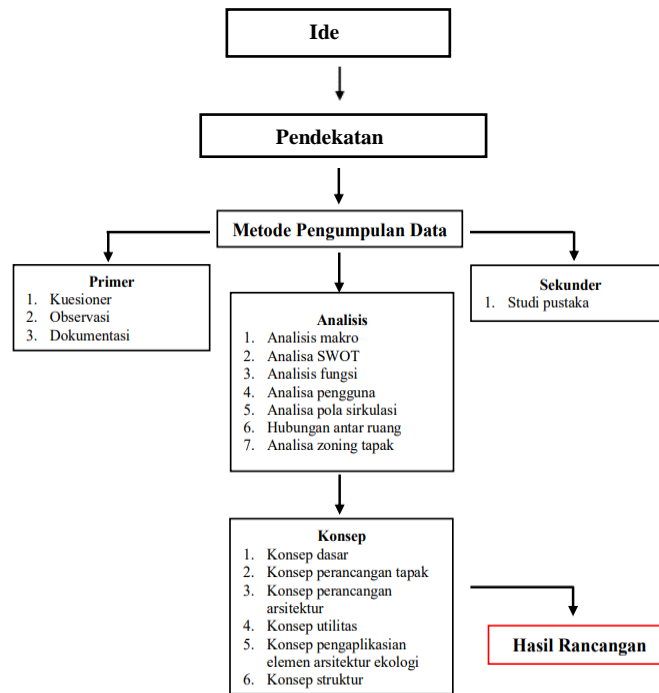 Ide
Pendekatan
Metode Pengumpulan Data
Primer
1. Kuesioner
2. Observasi
3. Dokumentasi
Sekunder
1. Studi pustaka
Analisis
1. Analisis makro
2. Analisa SWOT
3. Analisis fungsi
4. Analisa pengguna
5. Analisa pola sirkulasi
6. Hubungan antar ruang
7. Analisa zoning tapak
Konsep
1. Konsep dasar
2. Konsep perancangan tapak
3. Konsep perancangan
arsitektur
4. Konsep utilitas
5. Konsep pengaplikasian
elemen arsitektur ekologi
6. Konsep struktur
Hasil Rancangan